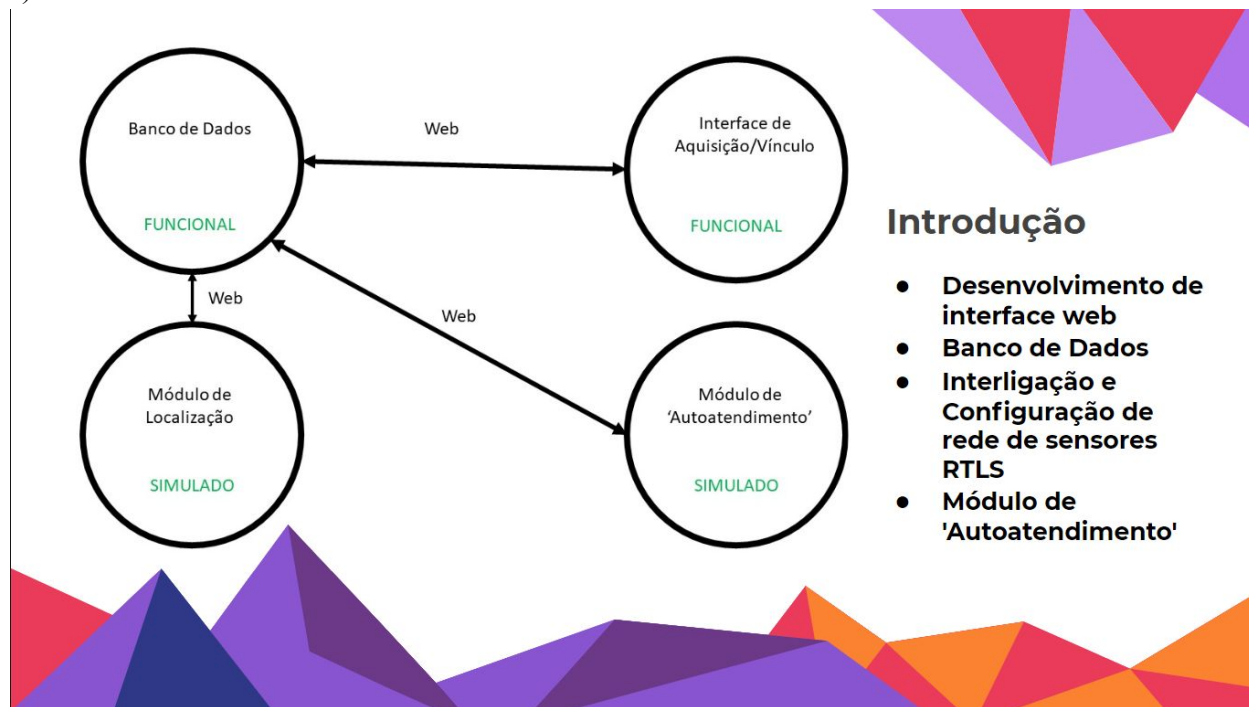 )
Banco de Dados
FUNCIONAL
Web
Interface de
Aquisição/Vínculo
FUNCIONAL
Web
Web
Módulo de
Localização
SIMULADO
Módulo de
‘Autoatendimento’
SIMULADO
Introdução
● Desenvolvimento de
interface web
● Banco de Dados
● Interligação e
Configuração de
rede de sensores
RTLS
● Módulo de
'Autoatendimento'